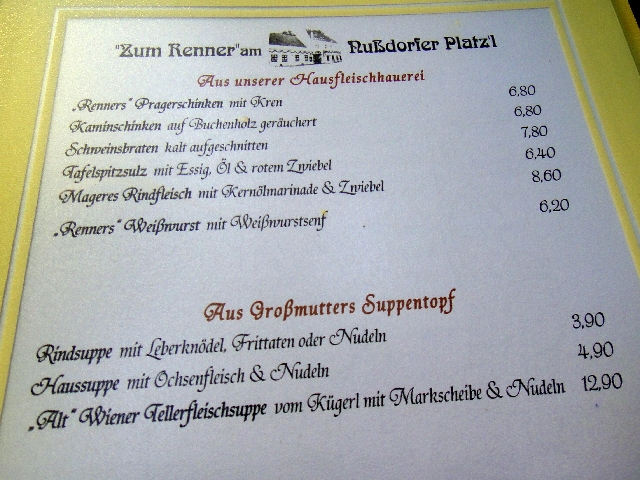 "Zum Renner" am Nußdorfer Platz'l
Aus unserer Hausfleischhauerei
„Renners" Pragerschinken mit Kren 6,80
Kaminschinken auf Buchenholz geräuchert 6,80
Schweinsbraten kalt aufgeschnitten 7,80
Tafelspitzsulz mit Essig, Öl & rotem Zwiebel 6,40
Mageres Rindfleisch mit Kernölmarinade & Zwiebel 8,60
„Renners" Weißwurst mit Weißwurstsenf 6,20
Aus Großmutters Suppentopf
Rindsuppe mit Leberknödel, Frittaten oder Nudeln 3,90
Haussuppe mit Ochsenfleisch & Nudeln 4,90
„Alt" Wiener Tellerfleischsuppe vom Kügerl mit Markscheibe & Nudeln 12,90